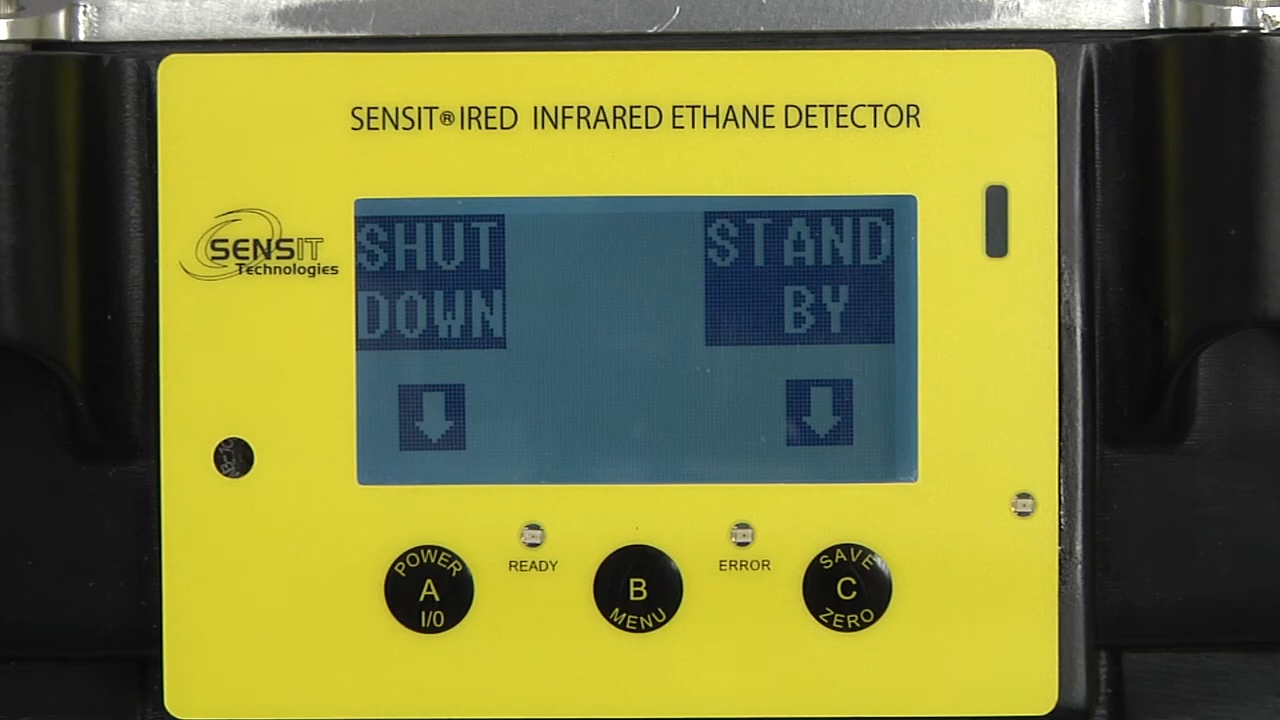 SENSIT®IRED INFRARED ETHANE DETECTOR
SENSIT
Technologies
SHUT DOWN
STAND BY
READY
ERROR
POWER
A
I/O
B
MENU
SAVE
C
ZERO